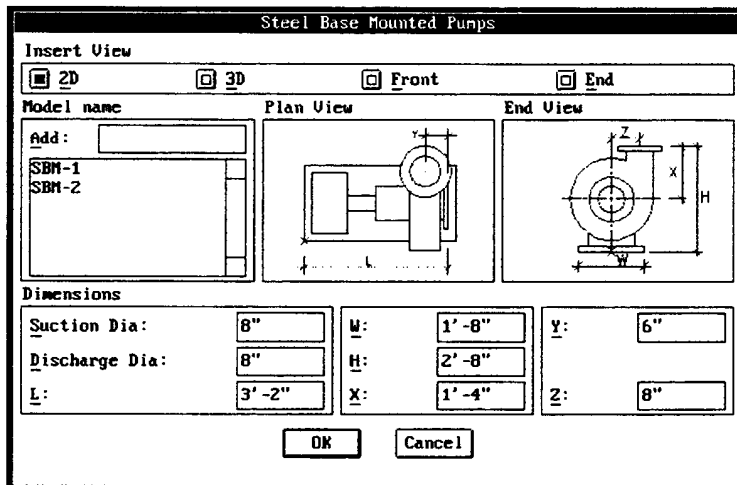 Steel Base Mounted Pumps
Insert View
2D 3D Front End
Model name Plan View End View
Add:
SBM-1
SBM-2
Y
L
Z
X
H
W
Dimensions
Suction Dia: 8" W: 1'-8" Y: 6"
Discharge Dia: 8" H: 2'-8"
L: 3'-2" X: 1'-4" Z: 8"
OK Cancel